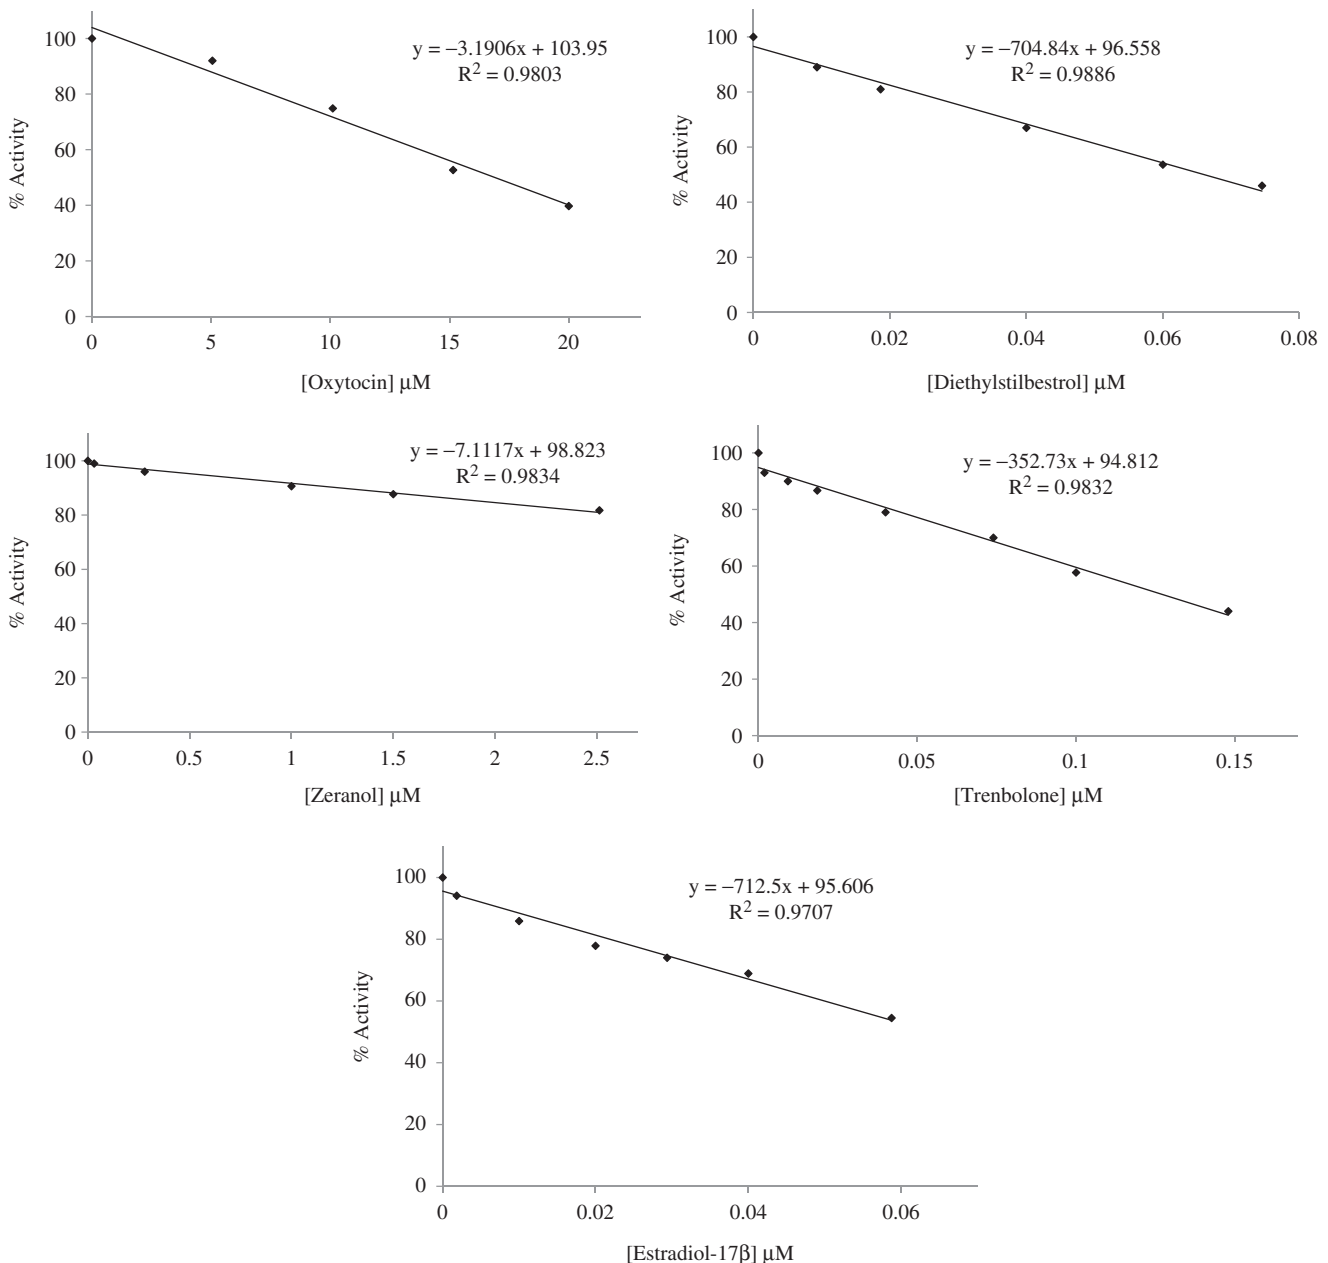 y = −3.1906x + 103.95
R2 = 0.9803
100
80
60
40
20
0
% Activity
0 5 10 15 20
[Oxytocin] μM
y = −704.84x + 96.558
R2 = 0.9886
100
80
60
40
20
0
% Activity
0 0.02 0.04 0.06 0.08
[Diethylstilbestrol] μM
y = −7.1117x + 98.823
R2 = 0.9834
100
80
60
40
20
0
% Activity
0 0.5 1 1.5 2 2.5
[Zeranol] μM
y = −352.73x + 94.812
R2 = 0.9832
100
80
60
40
20
0
% Activity
0 0.05 0.1 0.15
[Trenbolone] μM
y = −712.5x + 95.606
R2 = 0.9707
100
80
60
40
20
0
% Activity
0 0.02 0.04 0.06
[Estradiol-17β] μM